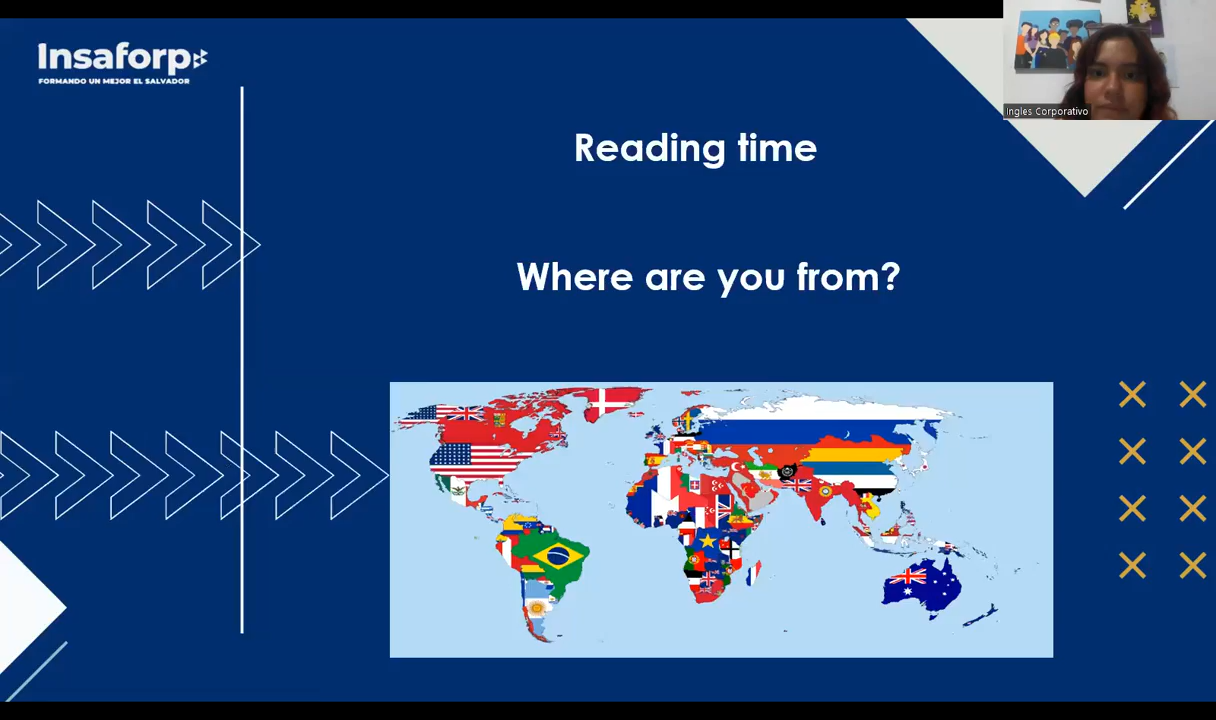 Insaforp
FORMANDO UN MEJOR EL SALVADOR
Ingles Corporativo
Reading time
Where are you from?